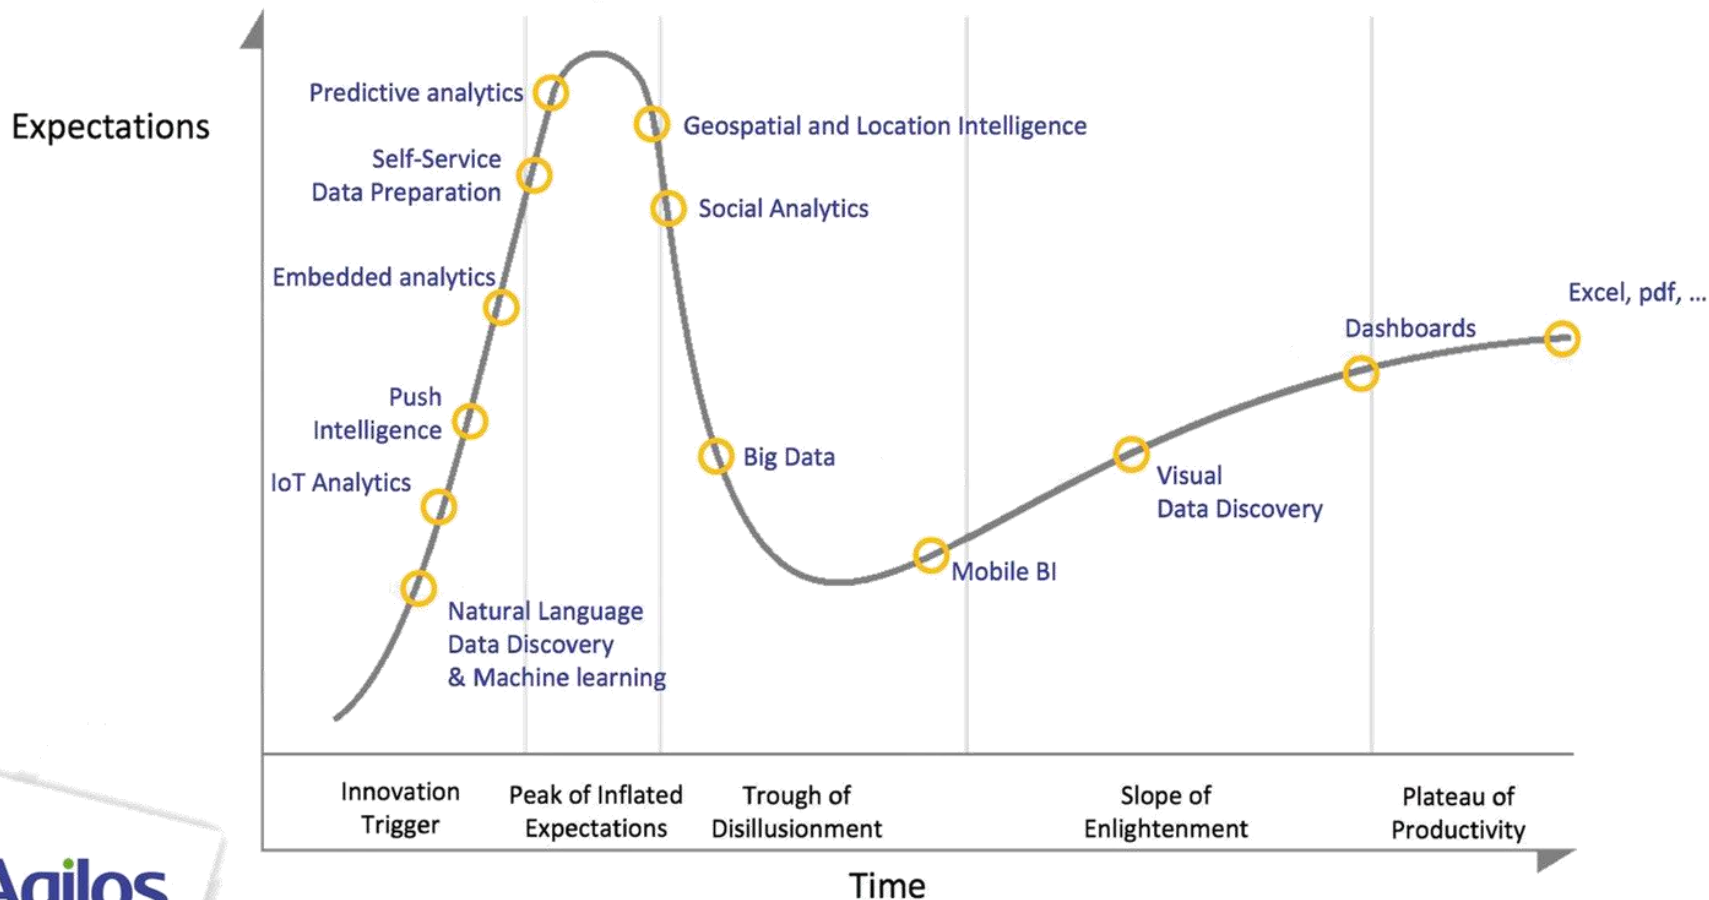 Expectations
Predictive analytics
Self-Service
Data Preparation
Embedded analytics
Push
Intelligence
IoT Analytics
Natural Language
Data Discovery
& Machine learning
Geospatial and Location Intelligence
Social Analytics
Big Data
Mobile BI
Visual
Data Discovery
Dashboards
Excel, pdf, ...
Innovation
Trigger
Peak of Inflated
Expectations
Trough of
Disillusionment
Slope of
Enlightenment
Plateau of
Productivity
Time
Agilos